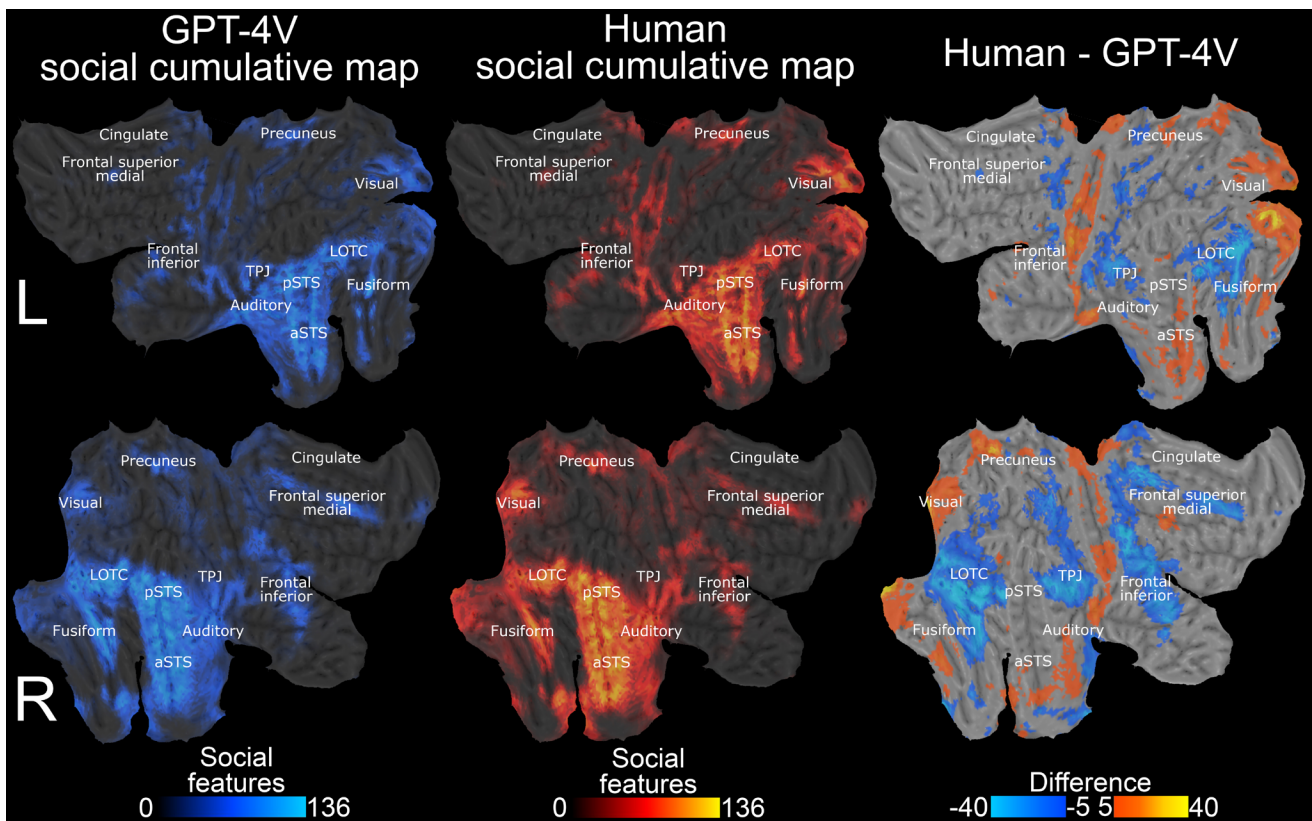 GPT-4V
social cumulative map
Human
social cumulative map
Human - GPT-4V
Cingulate
Precuneus
Frontal superior
medial
Visual
Frontal
inferior
LOTC
TPJ
pSTS
Fusiform
Auditory
aSTS
Cingulate
Precuneus
Frontal superior
medial
Visual
Frontal
inferior
LOTC
TPJ
pSTS
Fusiform
Auditory
aSTS
Cingulate
Precuneus
Frontal superior
medial
Visual
Frontal
inferior
LOTC
TPJ
pSTS
Fusiform
Auditory
aSTS
L
Precuneus
Cingulate
Visual
Frontal superior
medial
LOTC
TPJ
pSTS
Frontal
inferior
Fusiform
Auditory
aSTS
Precuneus
Cingulate
Visual
Frontal superior
medial
LOTC
TPJ
pSTS
Frontal
inferior
Fusiform
Auditory
aSTS
Precuneus
Cingulate
Visual
Frontal superior
medial
LOTC
TPJ
pSTS
Frontal
inferior
Fusiform
Auditory
aSTS
R
Social
features
0 136
Social
features
0 136
Difference
-40 -5 5 40